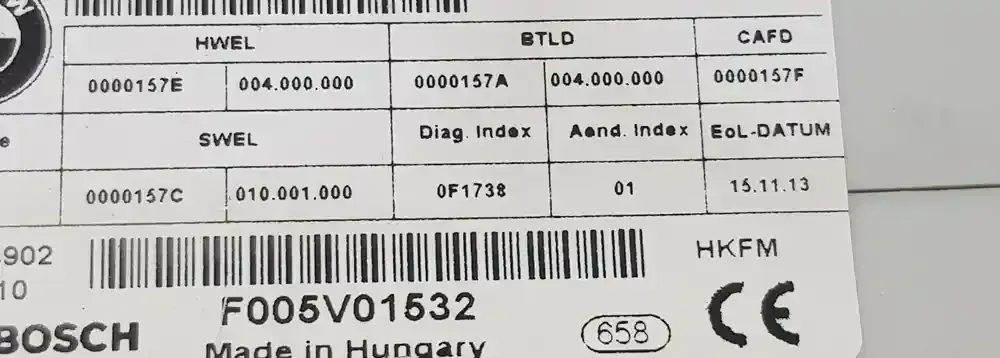 W
HWEL BTLD CAFD
0000157E 004.000.000 0000157A 004.000.000 0000157F
e SWEL Diag. Index Aend. Index EoL-DATUM
0000157C 010.001.000 0F1738 01 15.11.13
902 HKFM
10
F005V01532
BOSCH Made in Hungary 658 CE